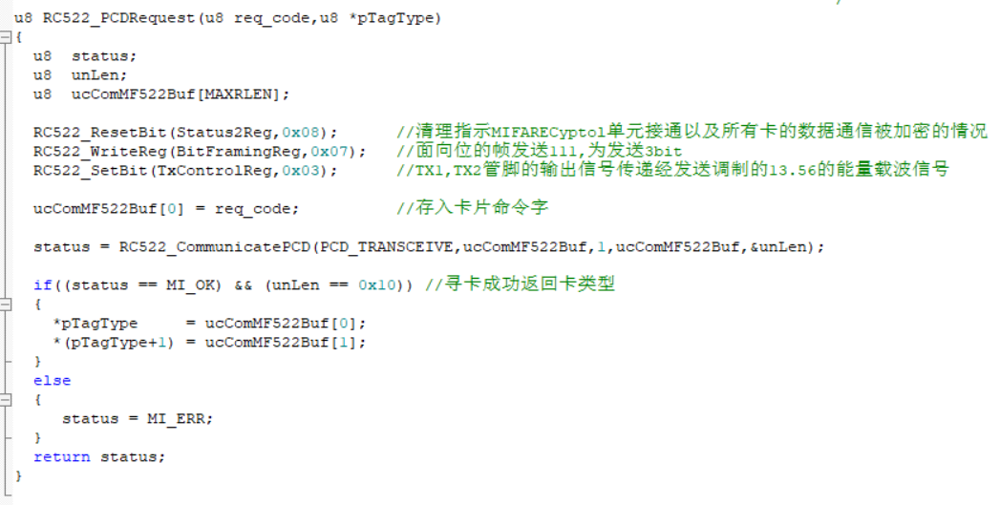 u8 RC522_PCDRequest(u8 req_code,u8 *pTagType)
{
u8 status;
u8 unLen;
u8 ucComMF522Buf[MAXRLEN];
RC522_ResetBit(Status2Reg,0x08); //清理指示MIFARECyptol单元接通以及所有卡的数据通信被加密的情况
RC522_WriteReg(BitFramingReg,0x07); //面向位的帧发送111,为发送3bit
RC522_SetBit(TxControlReg,0x03); //TX1,TX2管脚的输出信号传递经发送调制的13.56的能量载波信号
ucComMF522Buf[0] = req_code; //存入卡片命令字
status = RC522_CommunicatePCD(PCD_TRANSCEIVE,ucComMF522Buf,1,ucComMF522Buf,&unLen);
if((status == MI_OK) && (unLen == 0x10)) //寻卡成功返回卡类型
{
*pTagType = ucComMF522Buf[0];
*(pTagType+1) = ucComMF522Buf[1];
}
else
{
status = MI_ERR;
}
return status;
}